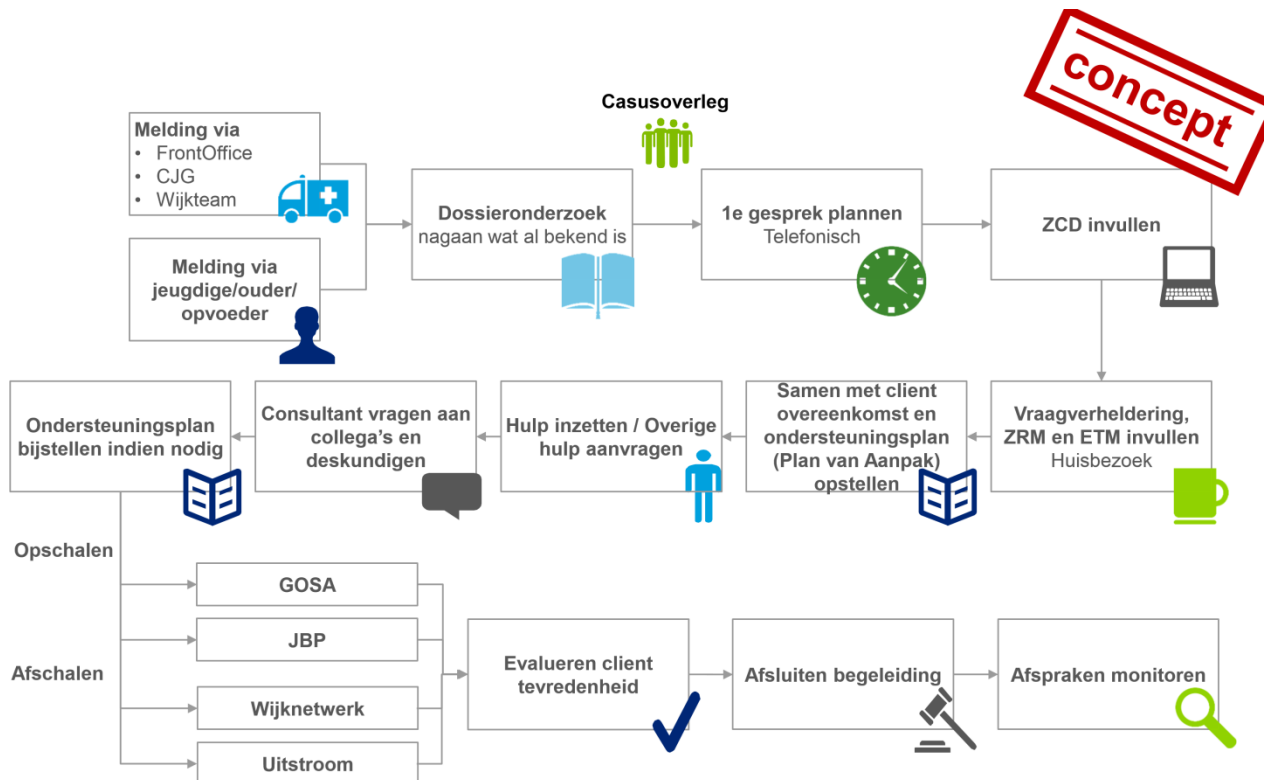 concept
Casusoverleg
Melding via
• FrontOffice
• CJG
• Wijkteam
Melding via
jeugdige/ouder/
opvoeder
Dossieronderzoek
nagaan wat al bekend is
1e gesprek plannen
Telefonisch
ZCD invullen
Vraagverheldering,
ZRM en ETM invullen
Huisbezoek
Samen met client
overeenkomst en
ondersteuningsplan
(Plan van Aanpak)
opstellen
Hulp inzetten / Overige
hulp aanvragen
Consultant vragen aan
collega's en
deskundigen
Ondersteuningsplan
bijstellen indien nodig
Opschalen
GOSA
JBP
Afschalen
Wijknetwerk
Uitstroom
Evalueren client
tevredenheid
Afsluiten begeleiding
Afspraken monitoren